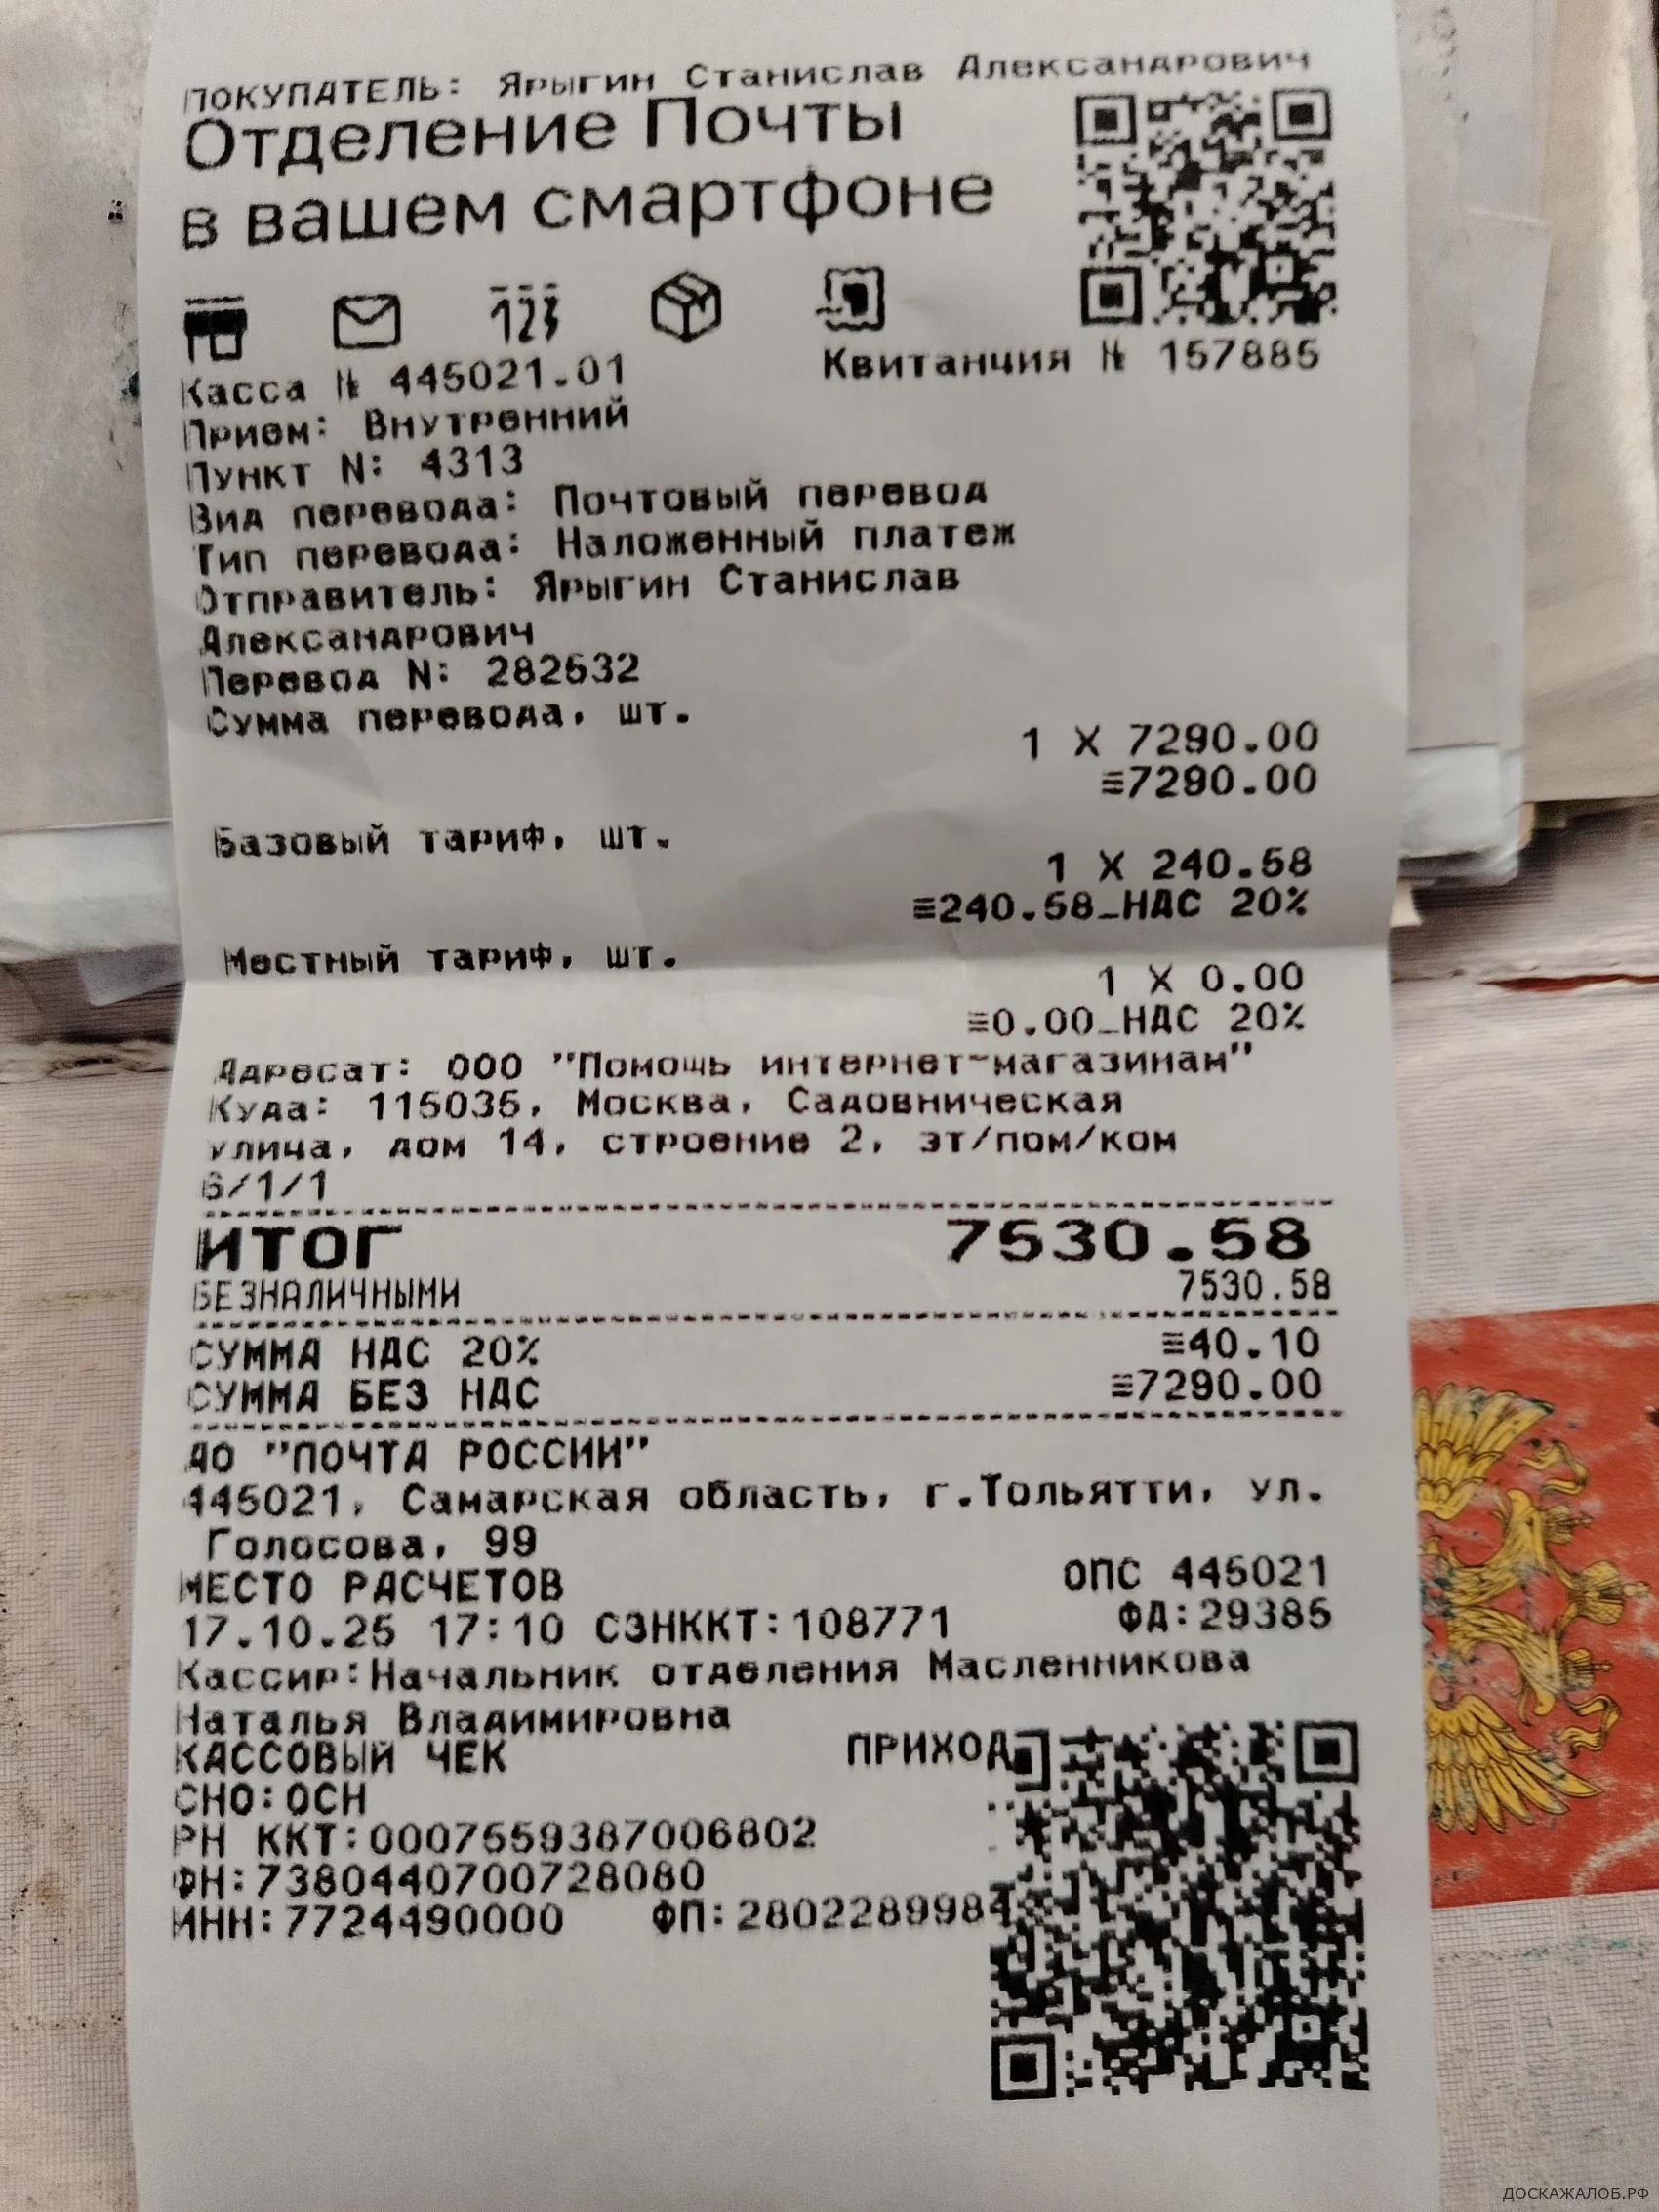 ПОКУПАТЕЛЬ: Ярыгин Станислав Александрович
Отделение Почты
в вашем смартфоне
Касса № 445021.01 Квитанция № 157885
Прием: Внутренний
Пункт N: 4313
Вид перевода: Почтовый перевод
Тип перевода: Наложенный платеж
Отправитель: Ярыгин Станислав
Александрович
Перевод N: 282532
Сумма перевода, шт.
1 X 7290.00
≡7290.00
Базовый тариф, шт.
1 X 240.58
≡240.58_НДС 20%
Местный тариф, шт.
1 X 0.00
≡0.00_НДС 20%
Адресат: ООО "Помощь интернет-магазинам"
Куда: 115035, Москва, Садовническая
улица, дом 14, строение 2, эт/пом/ком
6/1/1
ИТОГ 7530.58
БЕЗНАЛИЧНЫМИ 7530.58
СУММА НДС 20% ≡40.10
СУММА БЕЗ НДС ≡7290.00
АО "ПОЧТА РОССИИ"
445021, Самарская область, г.Тольятти, ул.
Голосова, 99
МЕСТО РАСЧЕТОВ ОПС 445021
17.10.25 17:10 СЗНККТ:108771 ФД:29385
Кассир:Начальник отделения Масленникова
Наталья Владимировна
КАССОВЫЙ ЧЕК ПРИХОД
СНО:ОСН
РН ККТ:0007559387006802
ФН:7380440700728080
ИНН:7724490000 ФП:2802289984
ДОСКАЖАЛОБ.РФ